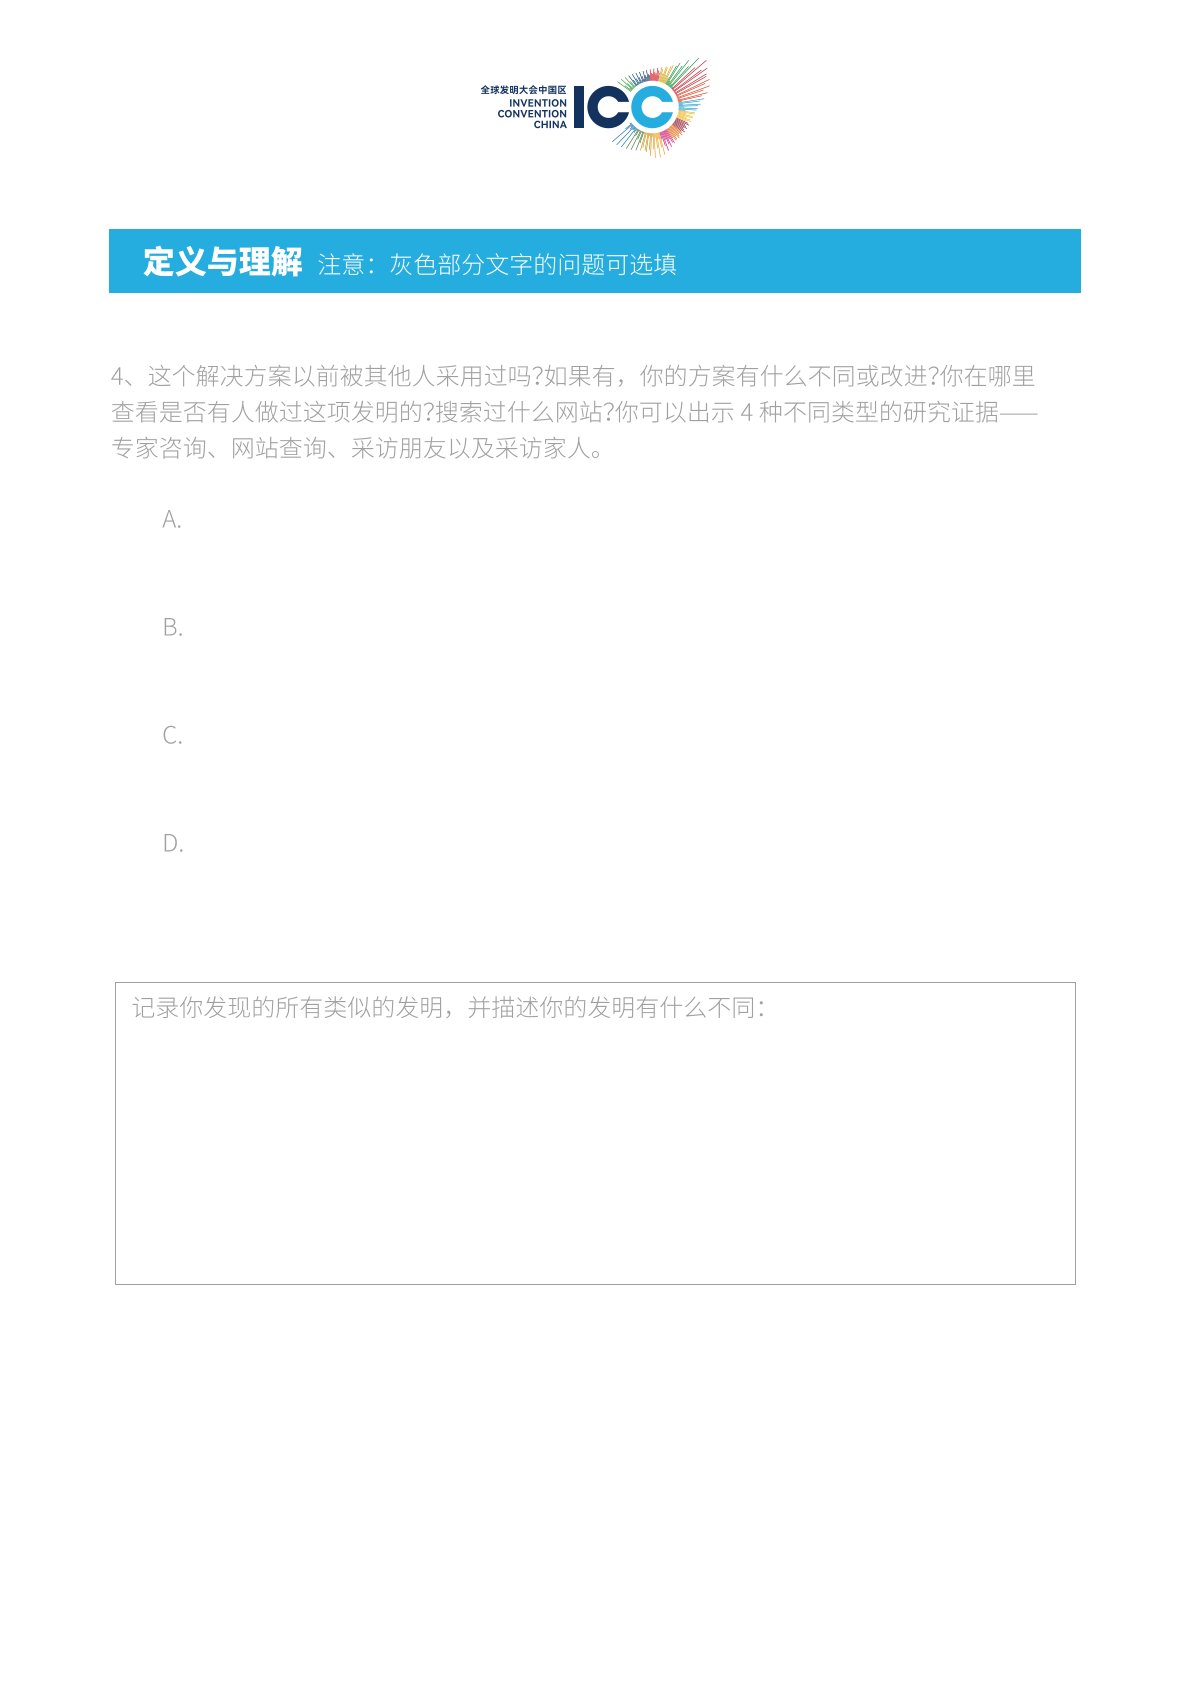 全球发明大会中国区
INVENTION
CONVENTION
CHINA
ICC
定义与理解 注意：灰色部分文字的问题可选填
4、这个解决方案以前被其他人采用过吗?如果有，你的方案有什么不同或改进?你在哪里
查看是否有人做过这项发明的?搜索过什么网站?你可以出示 4 种不同类型的研究证据——
专家咨询、网站查询、采访朋友以及采访家人。
A.
B.
C.
D.
记录你发现的所有类似的发明，并描述你的发明有什么不同：